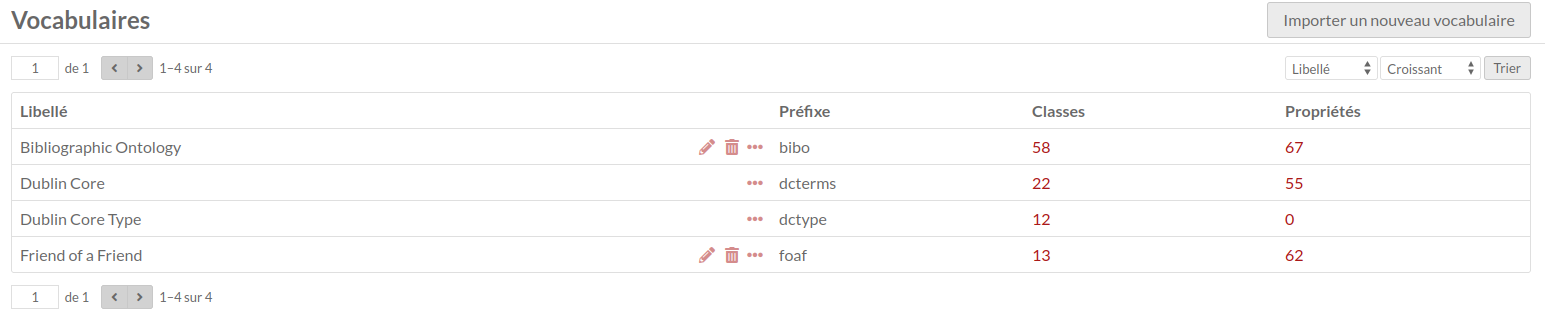 Vocabulaires Importer un nouveau vocabulaire
1 de 1 1–4 sur 4 Libellé Croissant Trier
Libellé Préfixe Classes Propriétés
Bibliographic Ontology bibo 58 67
Dublin Core dcterms 22 55
Dublin Core Type dctype 12 0
Friend of a Friend foaf 13 62
1 de 1 1–4 sur 4